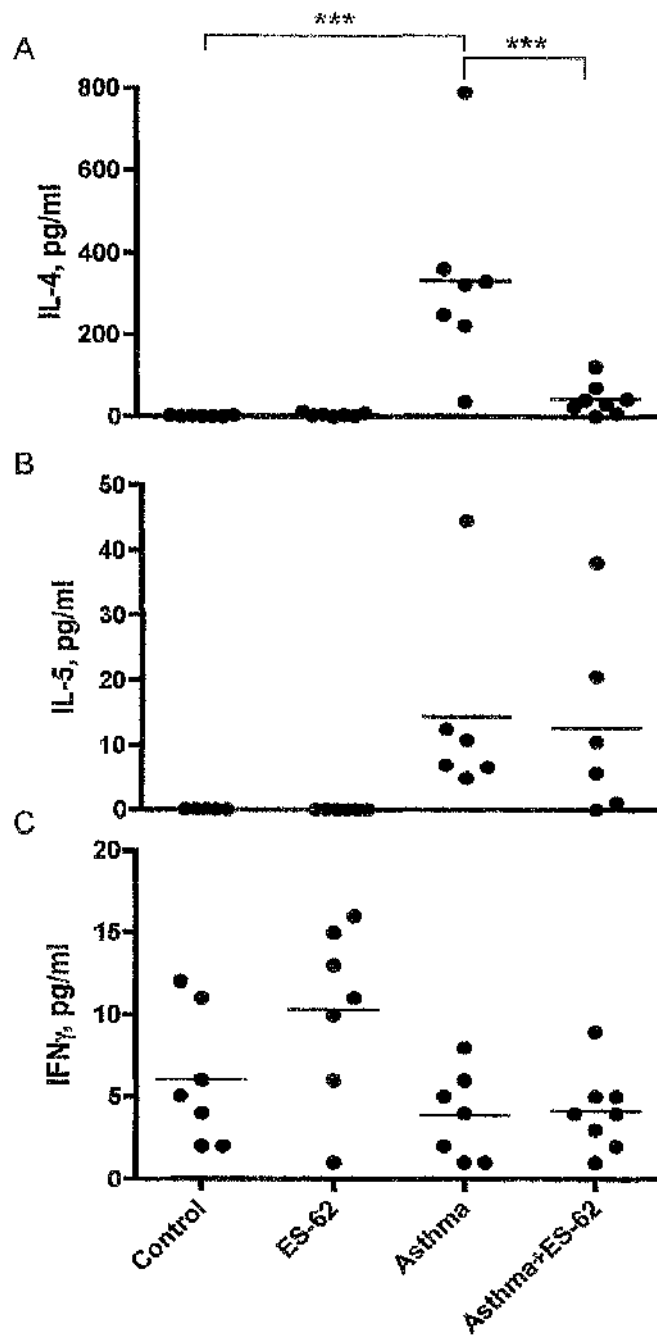 ***
A
***
800
600
400
200
0
IL-4, pg/ml
B
50
40
30
20
10
0
IL-5, pg/ml
C
20
15
10
5
0
IFNγ, pg/ml
Control
ES-62
Asthma
Asthma+ES-62